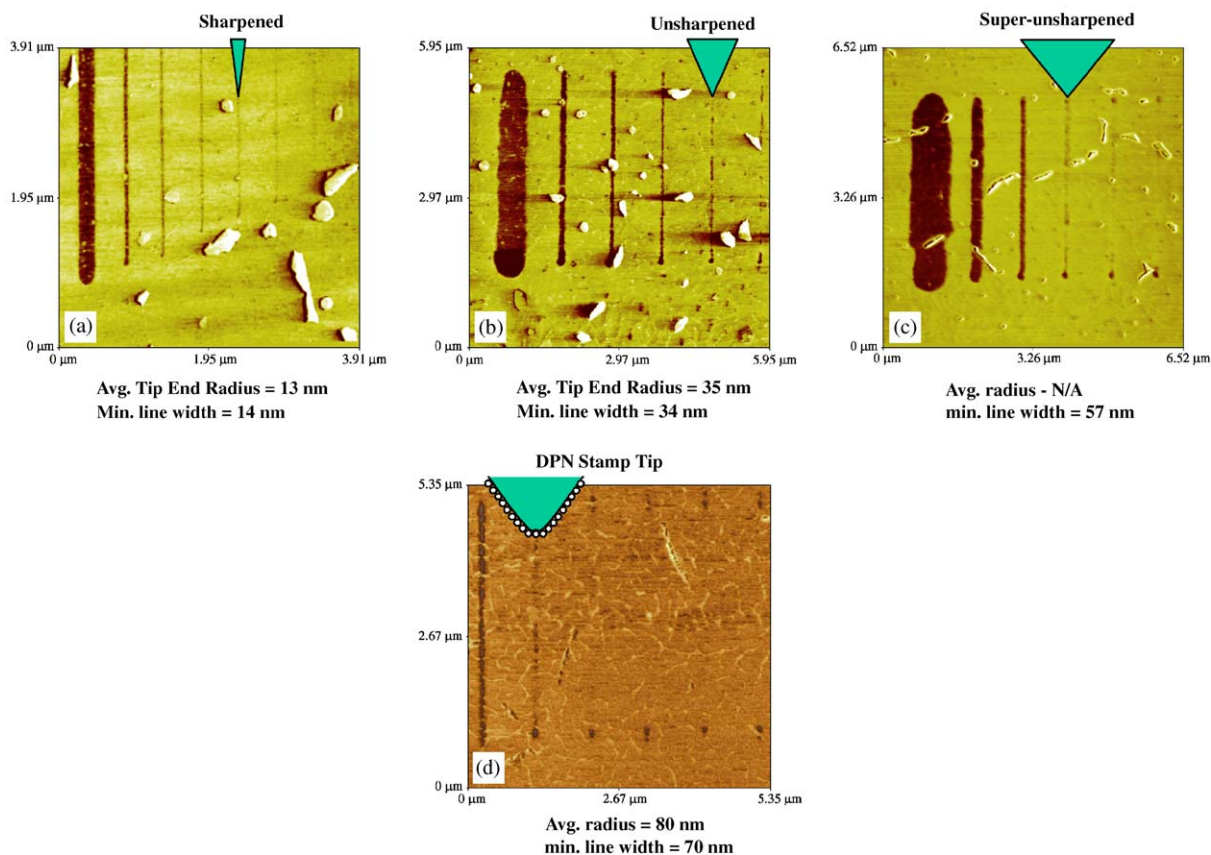 Sharpened
3.91 μm
1.95 μm
0 μm
(a)
0 μm
1.95 μm
3.91 μm
Avg. Tip End Radius = 13 nm
Min. line width = 14 nm
Unsharpened
5.95 μm
2.97 μm
0 μm
(b)
0 μm
2.97 μm
5.95 μm
Avg. Tip End Radius = 35 nm
Min. line width = 34 nm
Super-unsharpened
6.52 μm
3.26 μm
0 μm
(c)
0 μm
3.26 μm
6.52 μm
Avg. radius - N/A
min. line width = 57 nm
DPN Stamp Tip
5.35 μm
2.67 μm
0 μm
(d)
0 μm
2.67 μm
5.35 μm
Avg. radius = 80 nm
min. line width = 70 nm